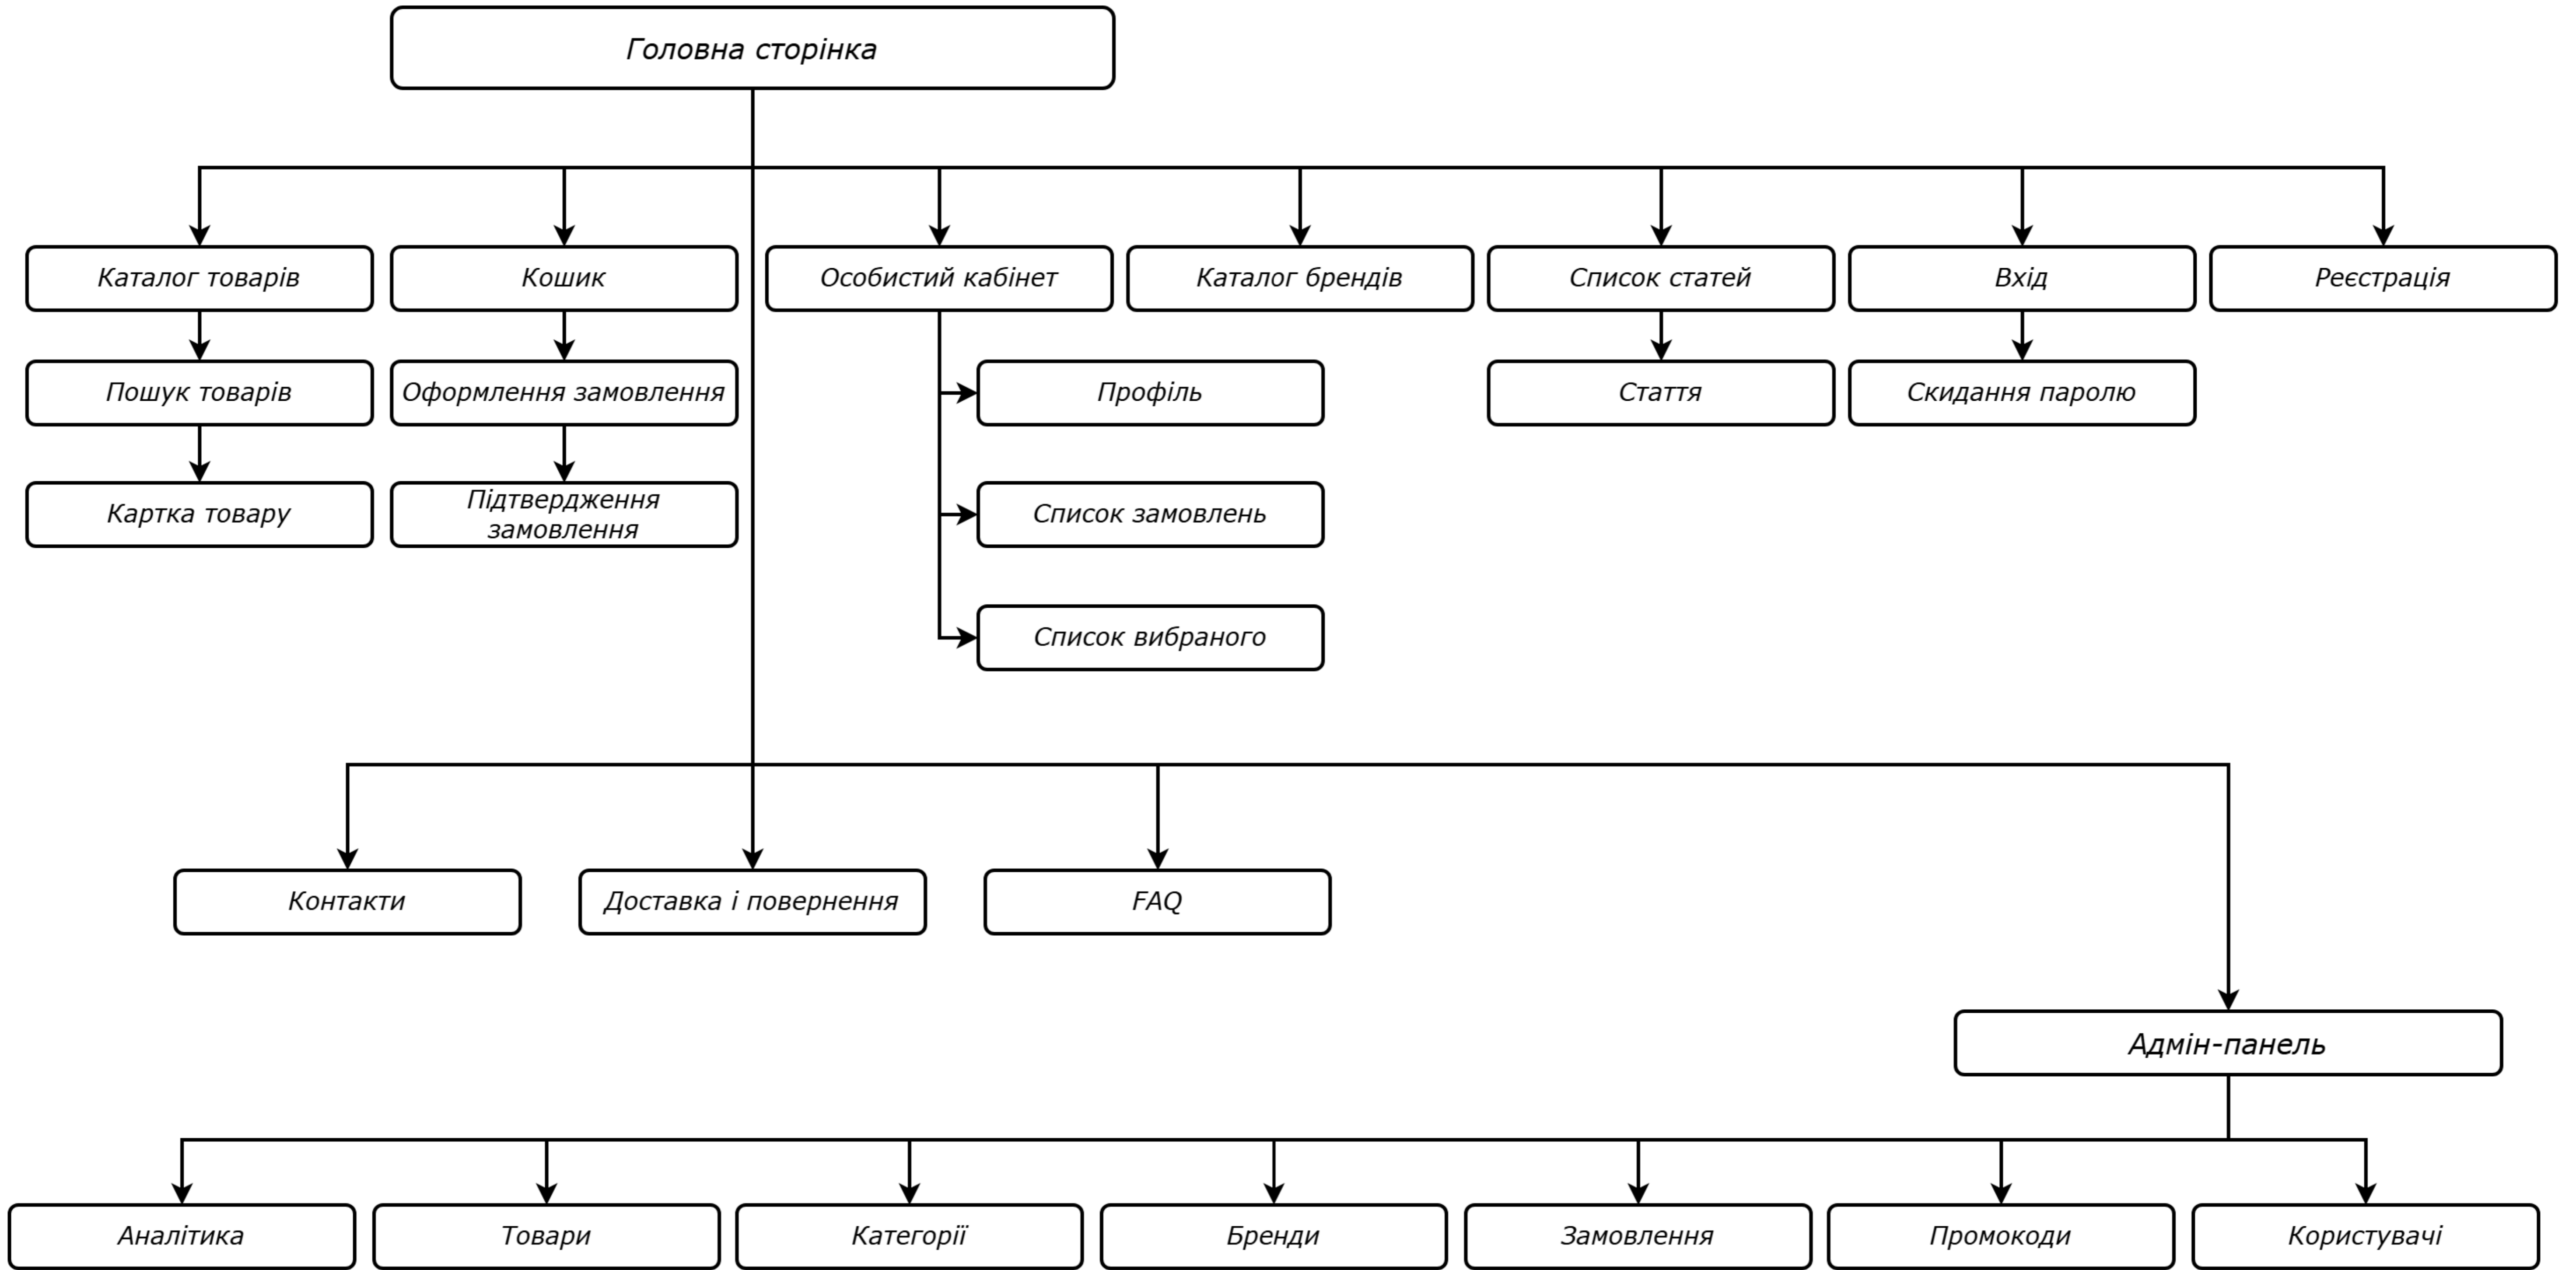 Головна сторінка
Каталог товарів
Кошик
Особистий кабінет
Каталог брендів
Список статей
Вхід
Реєстрація
Пошук товарів
Оформлення замовлення
Профіль
Стаття
Скидання паролю
Картка товару
Підтвердження
замовлення
Список замовлень
Список вибраного
Контакти
Доставка і повернення
FAQ
Адмін-панель
Аналітика
Товари
Категорії
Бренди
Замовлення
Промокоди
Користувачі